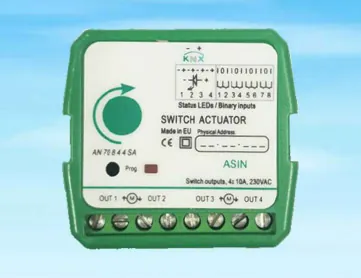 - +
KNX
-+-+-+-+ IOIIOIIOIIOI
1 2 3 4 1 2 3 4 5 6 7 8
Status LEDs / Binary inputs
SWITCH ACTUATOR
Made in EU Physical Address
CE
AN 70 B 4 4 SA
Prog
ASIN
Switch outputs, 4x 10A, 230VAC
OUT 1 M OUT 2 OUT 3 M OUT 4